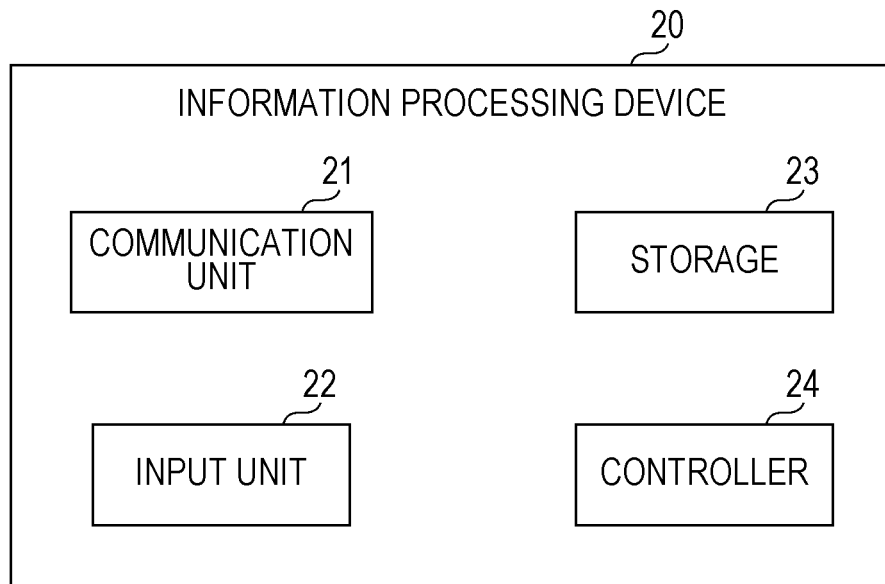 20
INFORMATION PROCESSING DEVICE
21
COMMUNICATION
UNIT
23
STORAGE
22
INPUT UNIT
24
CONTROLLER